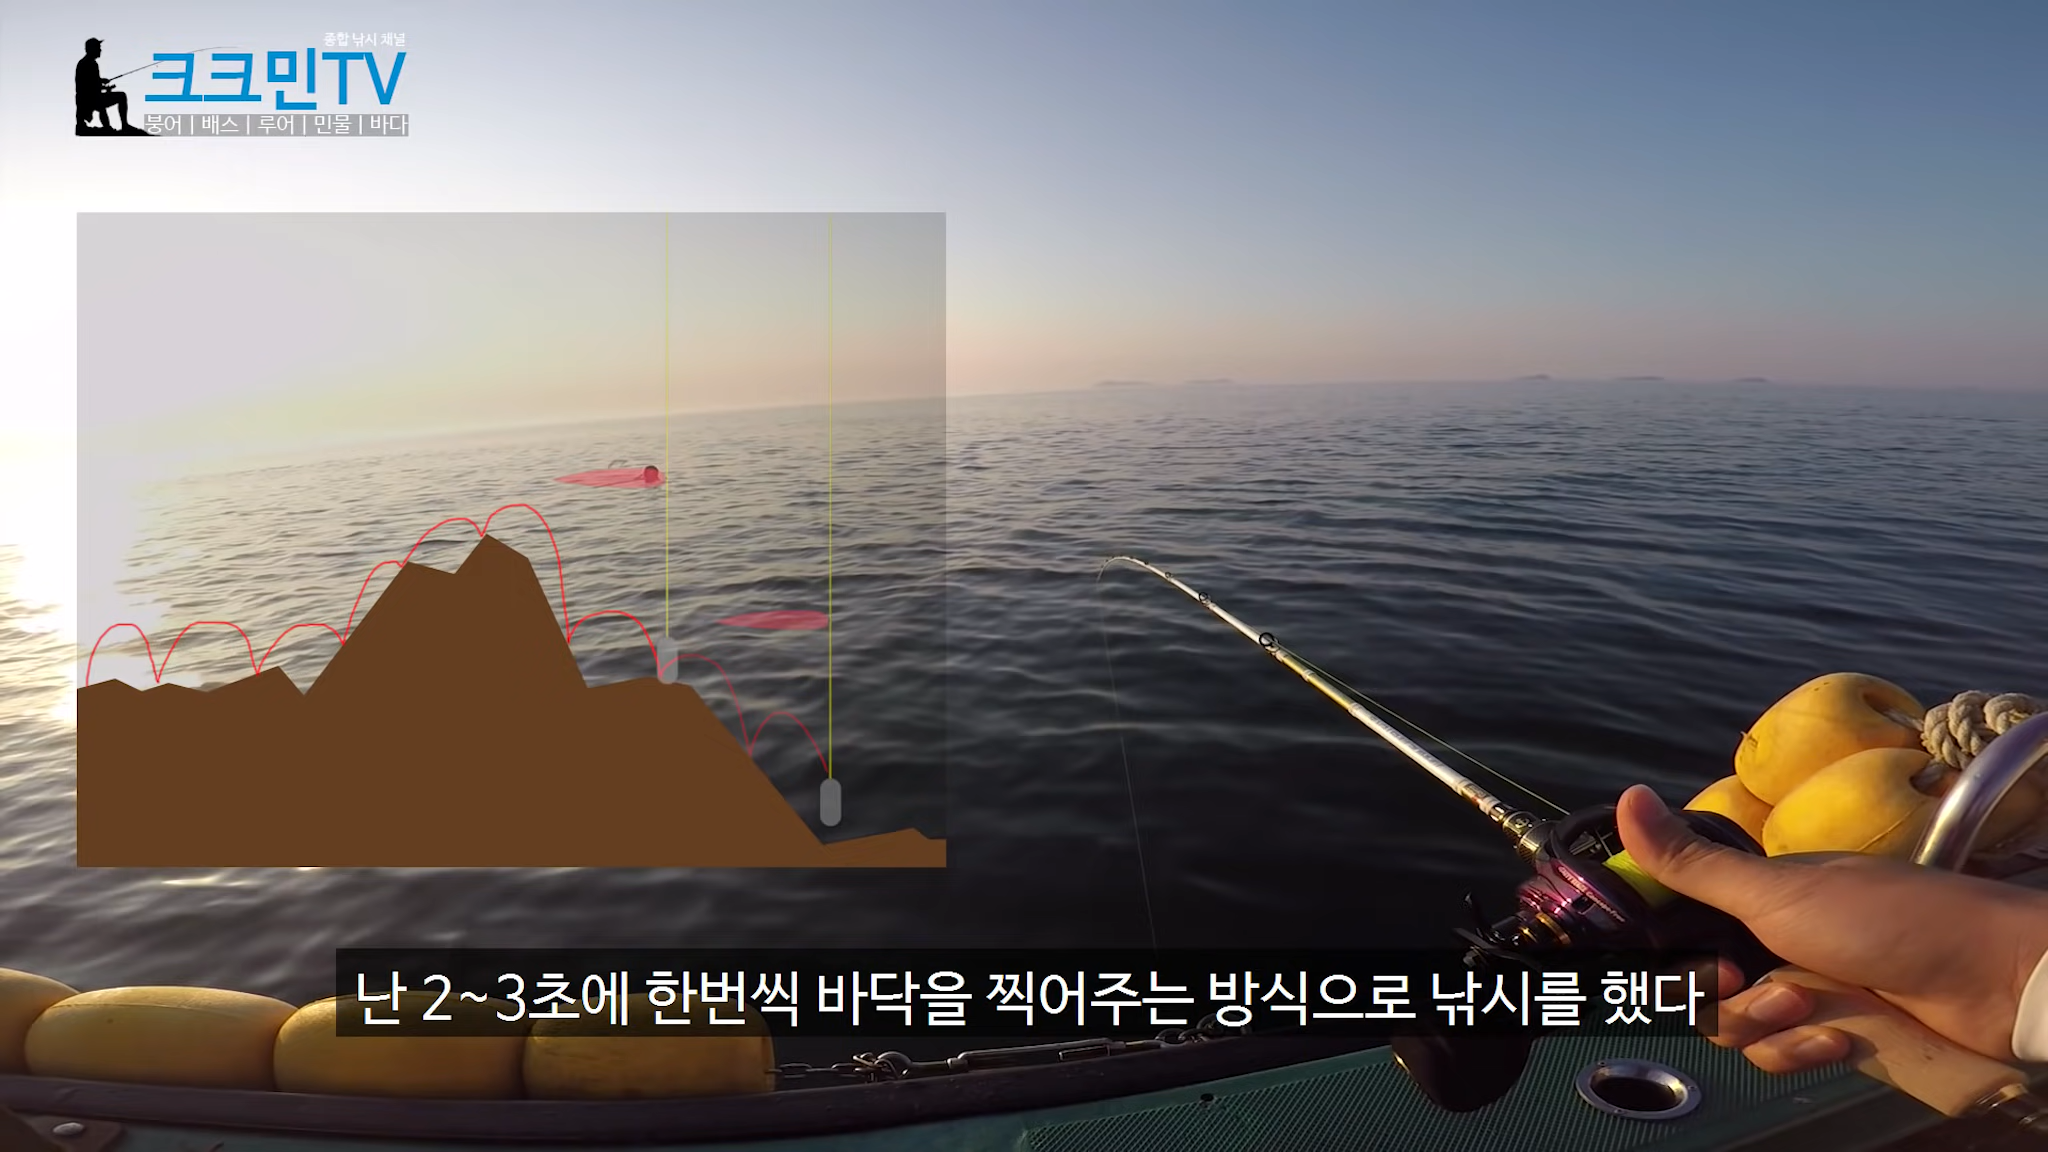 종합 낚시 채널
크크민TV
붕어 | 배스 | 루어 | 민물 | 바다
난 2~3초에 한번씩 바닥을 찍어주는 방식으로 낚시를 했다